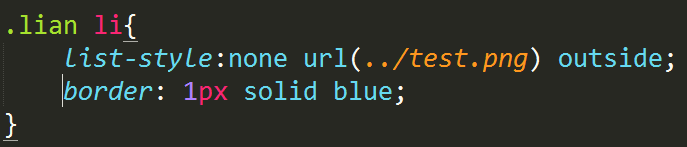 .lian li{
    list-style:none url(../test.png) outside;
    border: 1px solid blue;
}